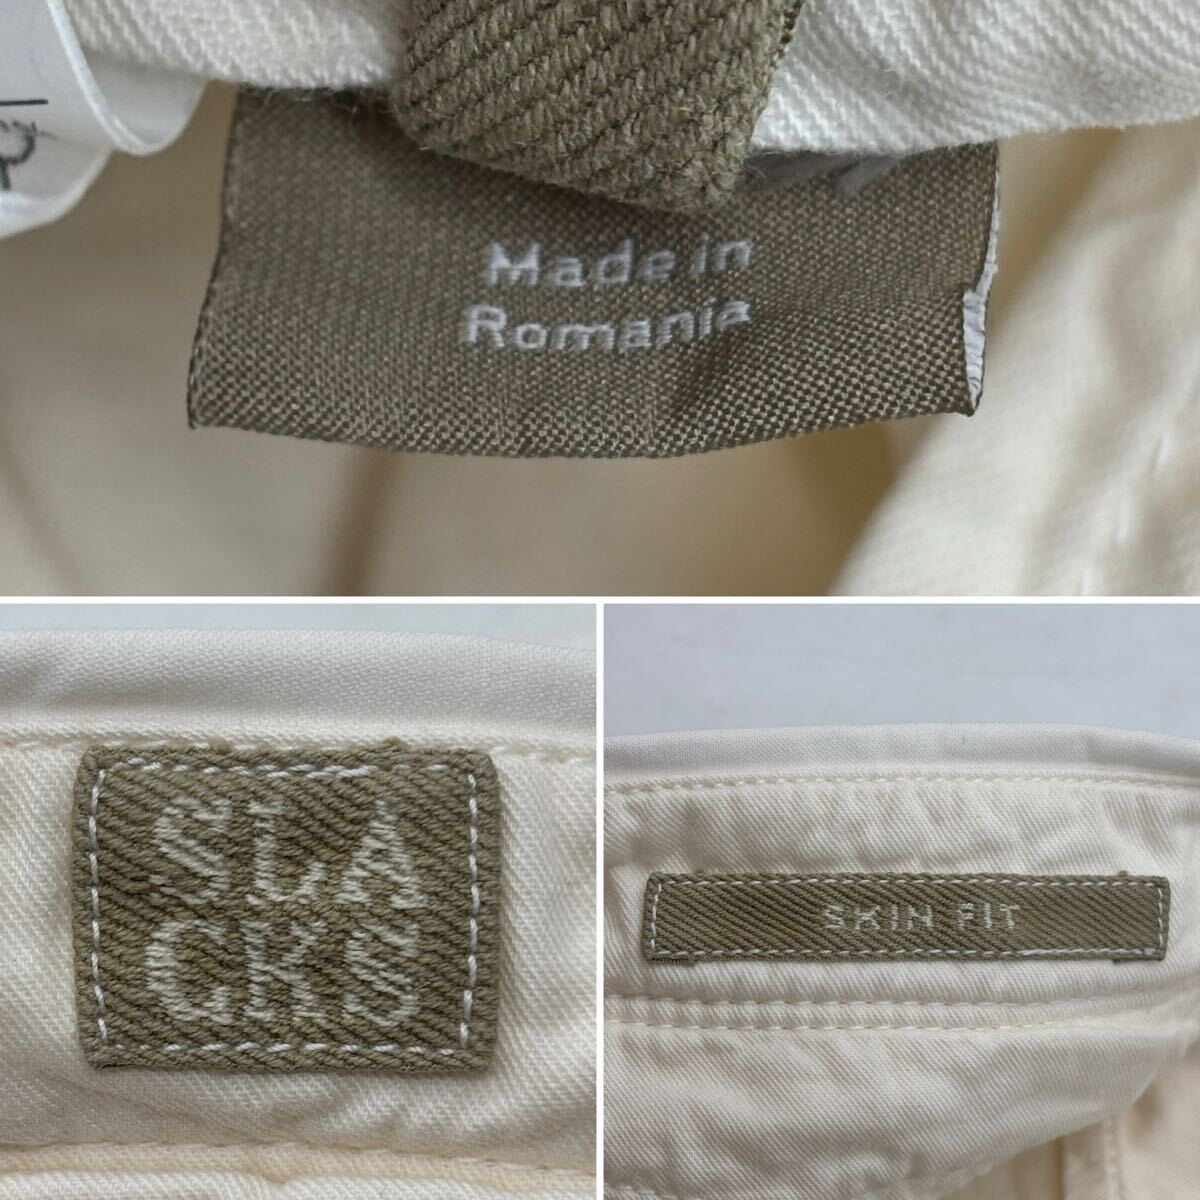 Made in
Romania
SLA
CKS
SKIN FIT